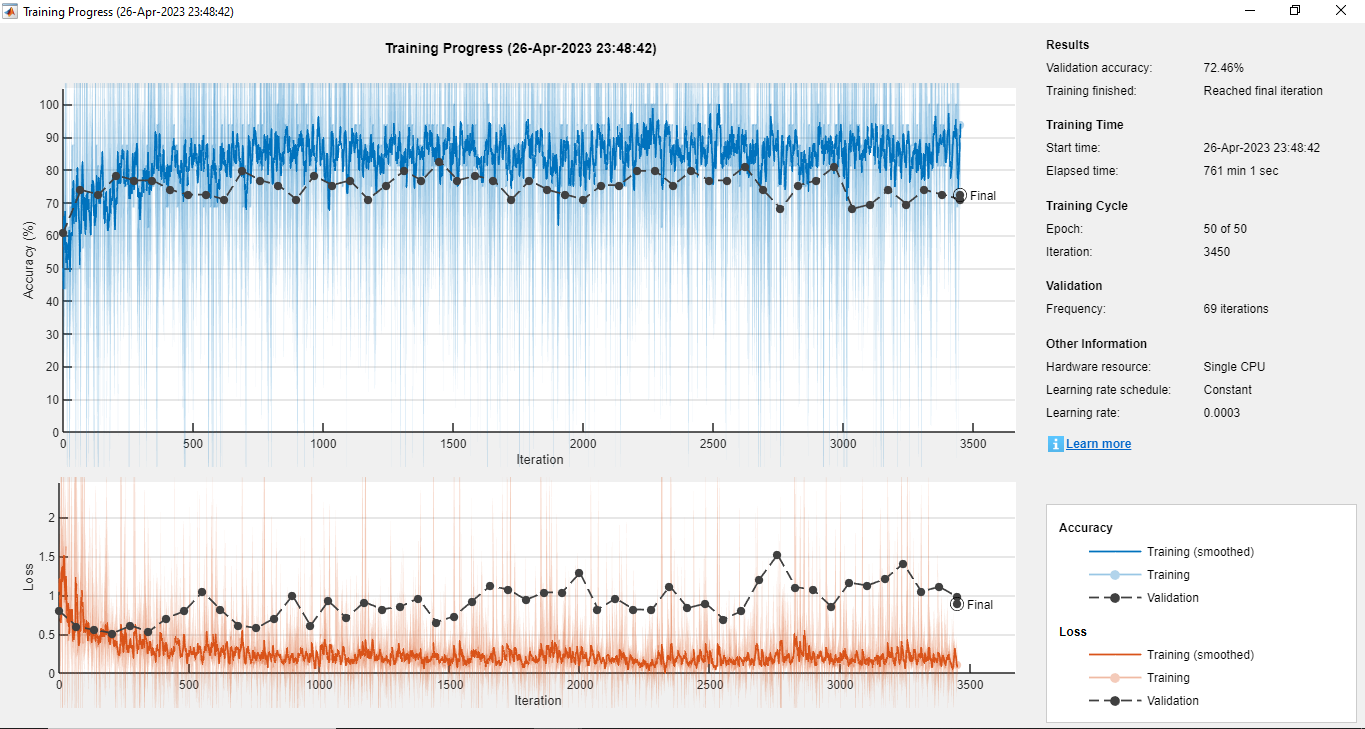 Training Progress (26-Apr-2023 23:48:42)
Training Progress (26-Apr-2023 23:48:42)
Accuracy (%)
100
90
80
70
60
50
40
30
20
10
0
0 500 1000 1500 2000 2500 3000 3500
Iteration
Final
Loss
2
1.5
1
0.5
0
0 500 1000 1500 2000 2500 3000 3500
Iteration
Final
Results
Validation accuracy: 72.46%
Training finished: Reached final iteration
Training Time
Start time: 26-Apr-2023 23:48:42
Elapsed time: 761 min 1 sec
Training Cycle
Epoch: 50 of 50
Iteration: 3450
Validation
Frequency: 69 iterations
Other Information
Hardware resource: Single CPU
Learning rate schedule: Constant
Learning rate: 0.0003
i Learn more
Accuracy
Training (smoothed)
Training
Validation
Loss
Training (smoothed)
Training
Validation